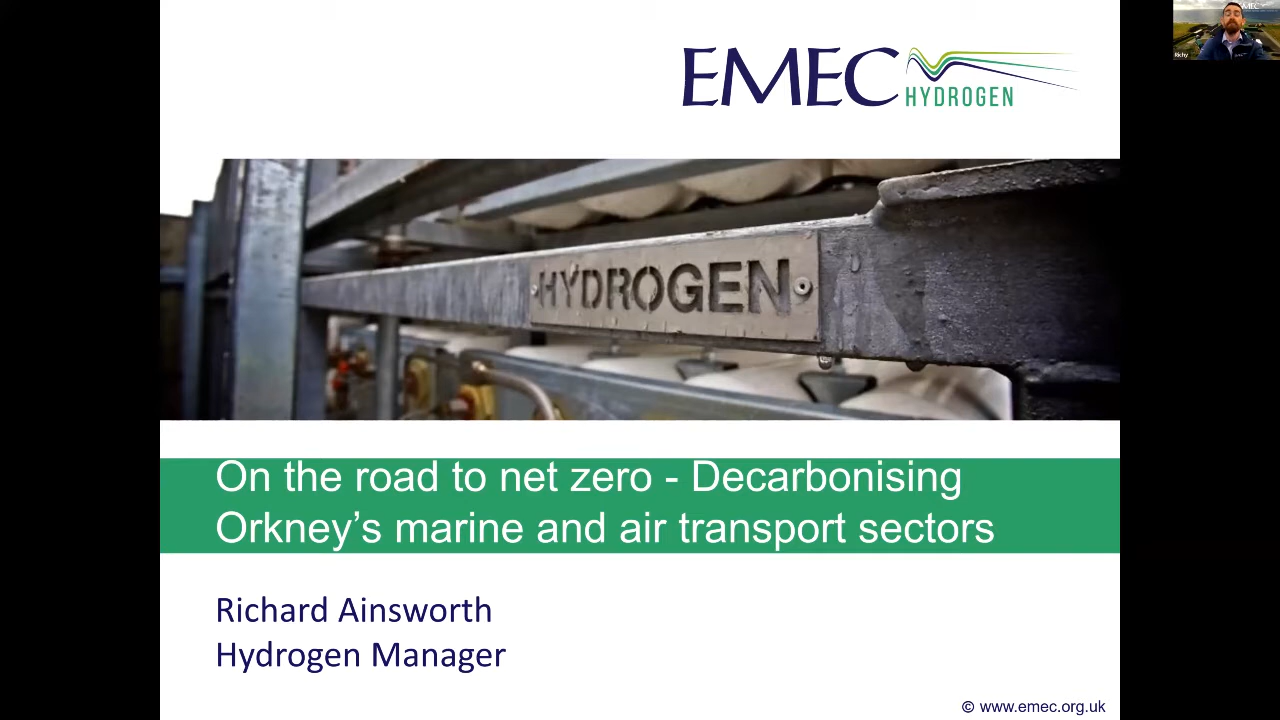 EMEC
HYDROGEN
Richy
HYDROGEN
On the road to net zero - Decarbonising
Orkney’s marine and air transport sectors
Richard Ainsworth
Hydrogen Manager
© www.emec.org.uk